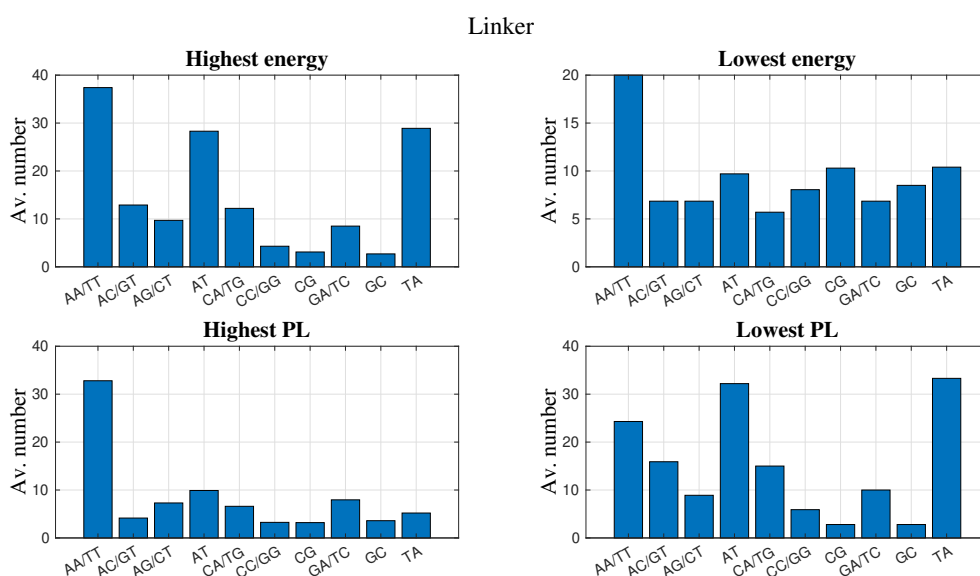 Linker
Highest energy
Av. number
40
30
20
10
0
AA/TT AC/GT AG/CT AT CA/TG CC/GG CG GA/TC GC TA
Lowest energy
Av. number
20
15
10
5
0
AA/TT AC/GT AG/CT AT CA/TG CC/GG CG GA/TC GC TA
Highest PL
Av. number
40
30
20
10
0
AA/TT AC/GT AG/CT AT CA/TG CC/GG CG GA/TC GC TA
Lowest PL
Av. number
40
30
20
10
0
AA/TT AC/GT AG/CT AT CA/TG CC/GG CG GA/TC GC TA